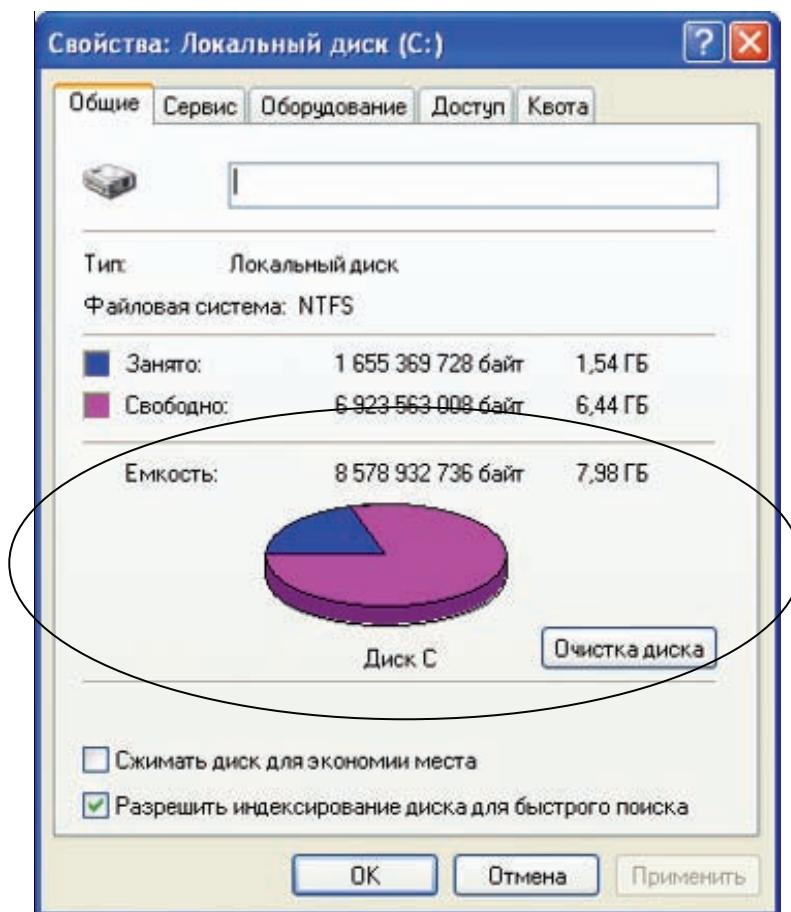 Свойства: Локальный диск (C:)
Общие Сервис Оборудование Доступ Квота
Тип: Локальный диск
Файловая система: NTFS
Занято: 1 655 369 728 байт 1,54 ГБ
Свободно: 6 923 563 008 байт 6,44 ГБ
Емкость: 8 578 932 736 байт 7,98 ГБ
Диск C
Очистка диска
Сжимать диск для экономии места
Разрешить индексирование диска для быстрого поиска
OK Отмена Применить